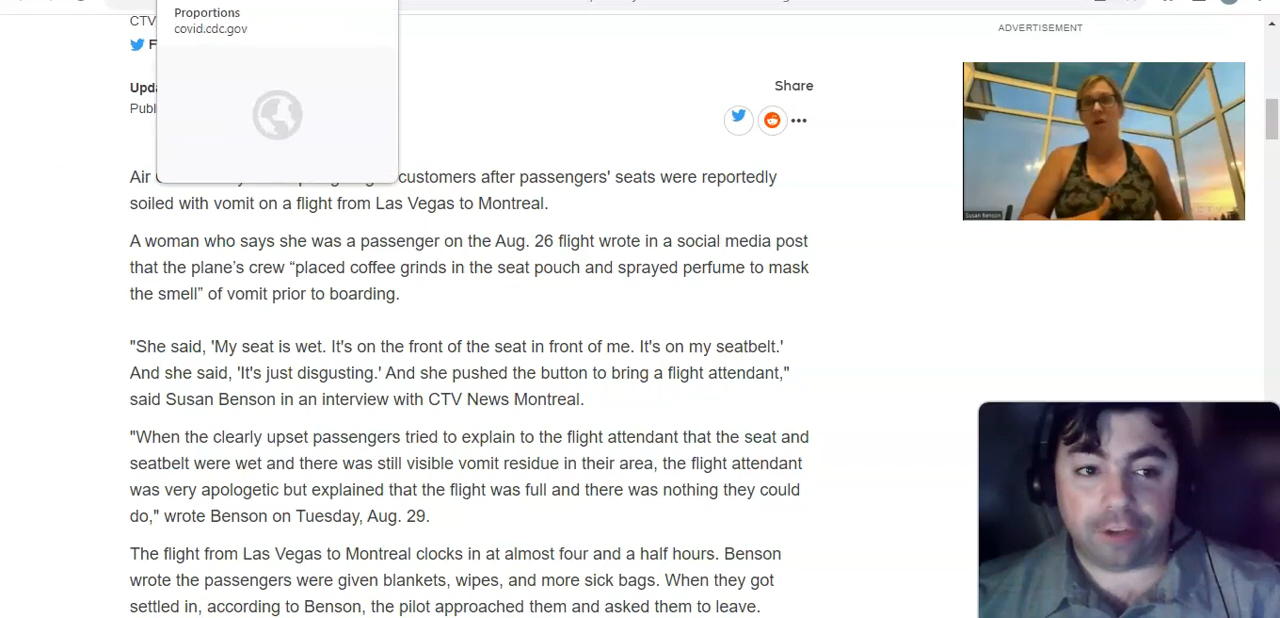 Proportions
covid.cdc.gov
CTV
ADVERTISEMENT
F
Upda
Publ
Share
Air customers after passengers' seats were reportedly
soiled with vomit on a flight from Las Vegas to Montreal.
A woman who says she was a passenger on the Aug. 26 flight wrote in a social media post
that the plane's crew “placed coffee grinds in the seat pouch and sprayed perfume to mask
the smell” of vomit prior to boarding.
"She said, 'My seat is wet. It's on the front of the seat in front of me. It's on my seatbelt.'
And she said, 'It's just disgusting.' And she pushed the button to bring a flight attendant,"
said Susan Benson in an interview with CTV News Montreal.
"When the clearly upset passengers tried to explain to the flight attendant that the seat and
seatbelt were wet and there was still visible vomit residue in their area, the flight attendant
was very apologetic but explained that the flight was full and there was nothing they could
do," wrote Benson on Tuesday, Aug. 29.
The flight from Las Vegas to Montreal clocks in at almost four and a half hours. Benson
wrote the passengers were given blankets, wipes, and more sick bags. When they got
settled in, according to Benson, the pilot approached them and asked them to leave.
Susan Benson